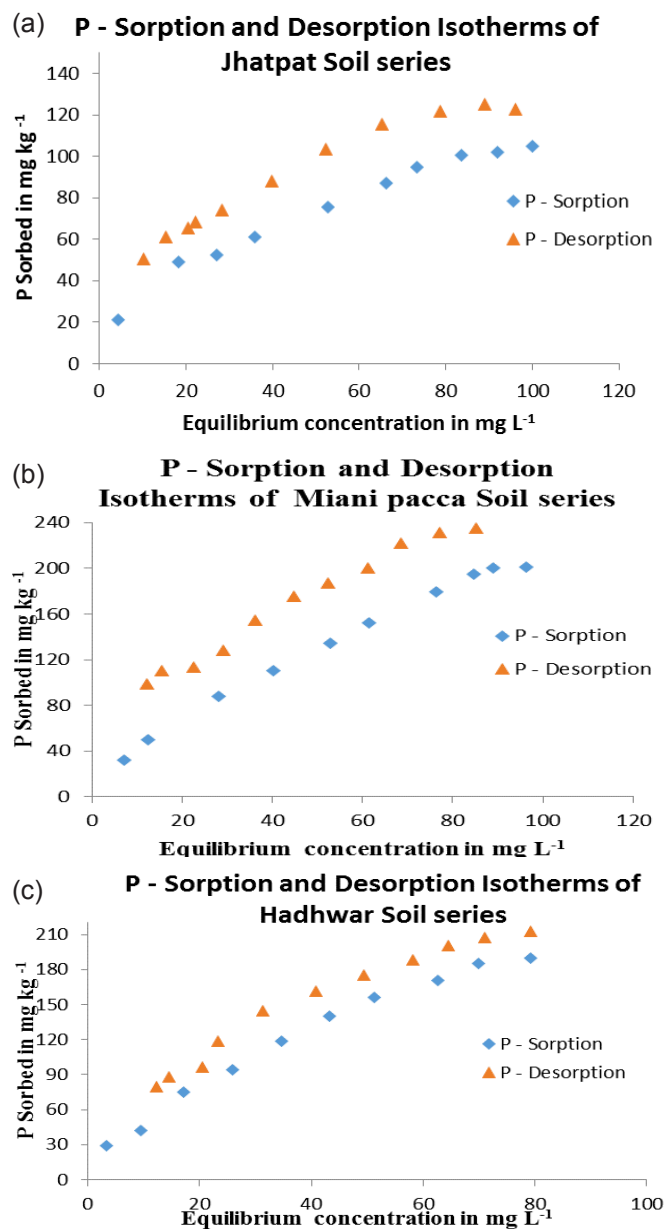 (a)
P - Sorption and Desorption Isotherms of
Jhatpat Soil series
140
120
100
80
60
40
20
0
P Sorbed in mg kg -1
P - Sorption
P - Desorption
0 20 40 60 80 100 120
Equilibrium concentration in mg L-1
(b)
P - Sorption and Desorption
Isotherms of Miani pacca Soil series
240
200
160
120
80
40
0
P Sorbed in mg kg -1
P - Sorption
P - Desorption
0 20 40 60 80 100 120
Equilibrium concentration in mg L-1
(c)
P - Sorption and Desorption Isotherms of
Hadhwar Soil series
210
180
150
120
90
60
30
0
P Sorbed in mg kg -1
P - Sorption
P - Desorption
0 20 40 60 80 100
Equilibrium concentration in mg L-1